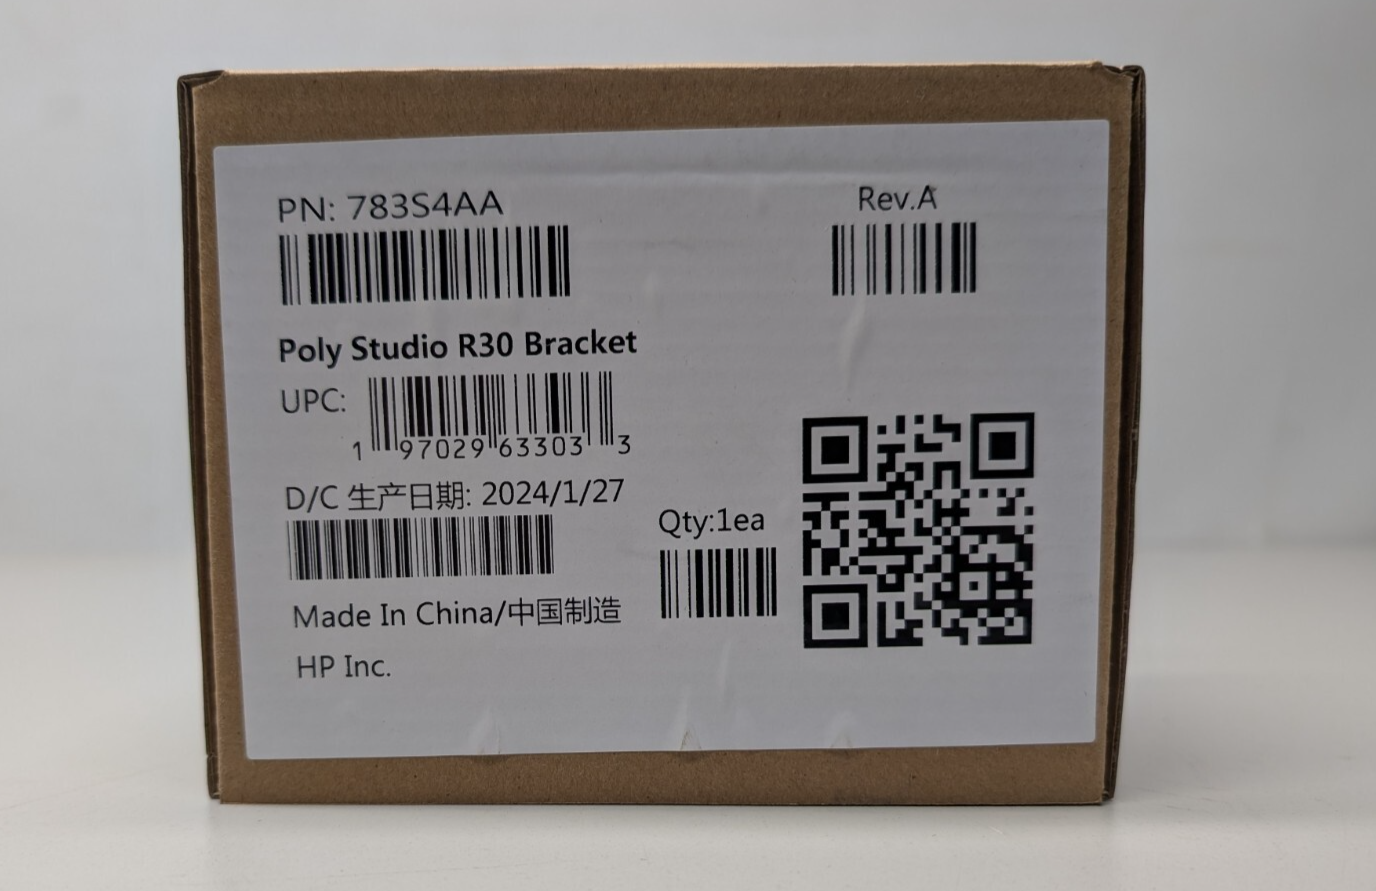 PN: 783S4AA
Rev.A
Poly Studio R30 Bracket
UPC:
1 97029 63303 3
D/C 生产日期: 2024/1/27
Qty:1ea
Made In China/中国制造
HP Inc.